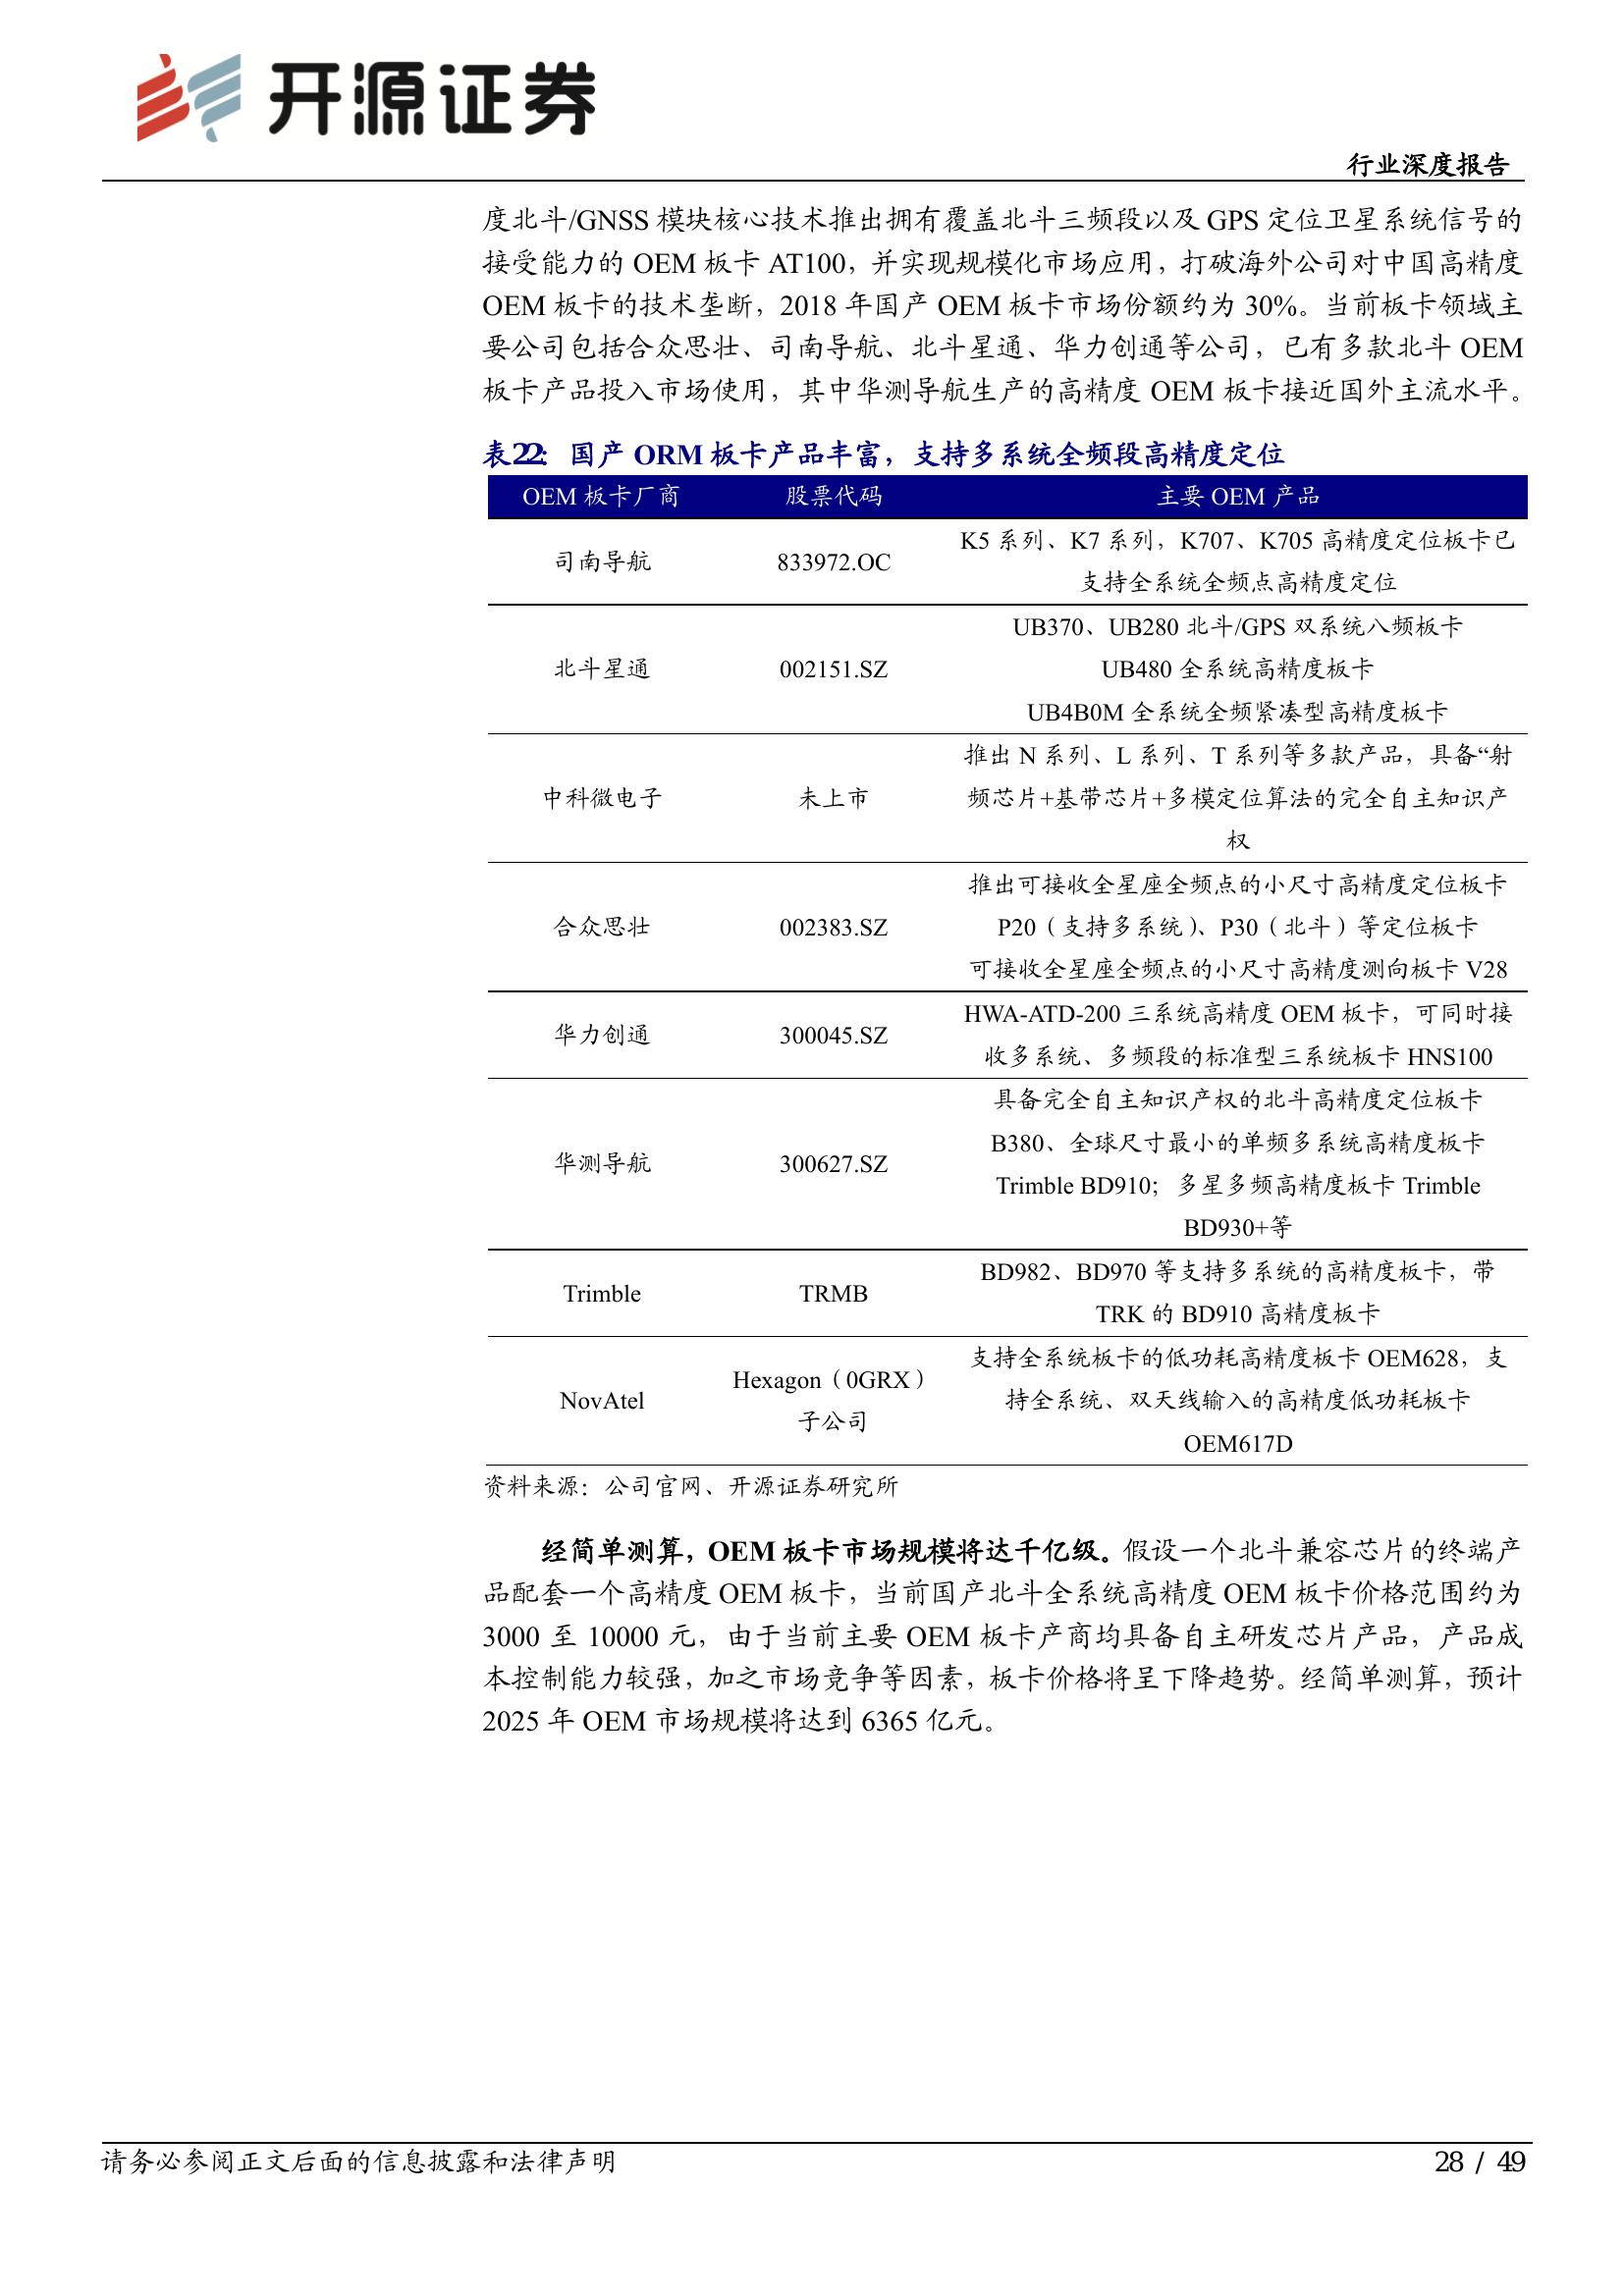 开源证券
行业深度报告
度北斗/GNSS 模块核心技术推出拥有覆盖北斗三频段以及 GPS 定位卫星系统信号的
接受能力的 OEM 板卡 AT100，并实现规模化市场应用，打破海外公司对中国高精度
OEM 板卡的技术垄断，2018 年国产 OEM 板卡市场份额约为 30%。当前板卡领域主
要公司包括合众思壮、司南导航、北斗星通、华力创通等公司，已有多款北斗 OEM
板卡产品投入市场使用，其中华测导航生产的高精度 OEM 板卡接近国外主流水平。
表22：国产 ORM 板卡产品丰富，支持多系统全频段高精度定位
OEM 板卡厂商 股票代码 主要 OEM 产品
司南导航 833972.OC K5 系列、K7 系列，K707、K705 高精度定位板卡已
支持全系统全频点高精度定位
UB370、UB280 北斗/GPS 双系统八频板卡
北斗星通 002151.SZ UB480 全系统高精度板卡
UB4B0M 全系统全频紧凑型高精度板卡
推出 N 系列、L 系列、T 系列等多款产品，具备“射
中科微电子 未上市 频芯片+基带芯片+多模定位算法的完全自主知识产
权
推出可接收全星座全频点的小尺寸高精度定位板卡
合众思壮 002383.SZ P20（支持多系统）、P30（北斗）等定位板卡
可接收全星座全频点的小尺寸高精度测向板卡 V28
华力创通 300045.SZ HWA-ATD-200 三系统高精度 OEM 板卡，可同时接
收多系统、多频段的标准型三系统板卡 HNS100
具备完全自主知识产权的北斗高精度定位板卡
华测导航 300627.SZ B380、全球尺寸最小的单频多系统高精度板卡
Trimble BD910；多星多频高精度板卡 Trimble
BD930+等
Trimble TRMB BD982、BD970 等支持多系统的高精度板卡，带
TRK 的 BD910 高精度板卡
支持全系统板卡的低功耗高精度板卡 OEM628，支
NovAtel Hexagon（0GRX）子公司 持全系统、双天线输入的高精度低功耗板卡
OEM617D
资料来源：公司官网、开源证券研究所
经简单测算，OEM 板卡市场规模将达千亿级。假设一个北斗兼容芯片的终端产
品配套一个高精度 OEM 板卡，当前国产北斗全系统高精度 OEM 板卡价格范围约为
3000 至 10000 元，由于当前主要 OEM 板卡产商均具备自主研发芯片产品，产品成
本控制能力较强，加之市场竞争等因素，板卡价格将呈下降趋势。经简单测算，预计
2025 年 OEM 市场规模将达到 6365 亿元。
请务必参阅正文后面的信息披露和法律声明 28 / 49